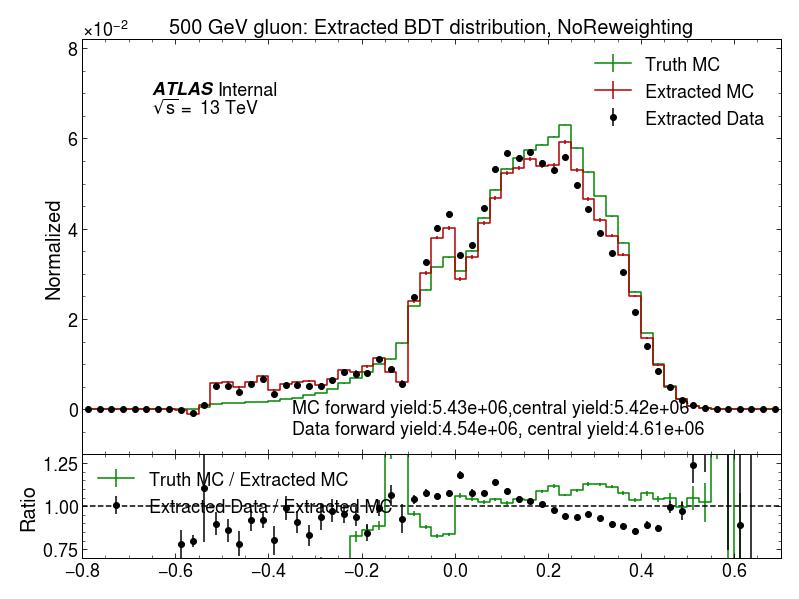 ×10⁻² 500 GeV gluon: Extracted BDT distribution, NoReweighting
8
6
4
2
0
Normalized
ATLAS Internal
√s = 13 TeV
Truth MC
Extracted MC
Extracted Data
MC forward yield:5.43e+06,central yield:5.42e+06
Data forward yield:4.54e+06, central yield:4.61e+06
1.25
1.00
0.75
Ratio
Truth MC / Extracted MC
Extracted Data / Extracted MC
−0.8 −0.6 −0.4 −0.2 0.0 0.2 0.4 0.6